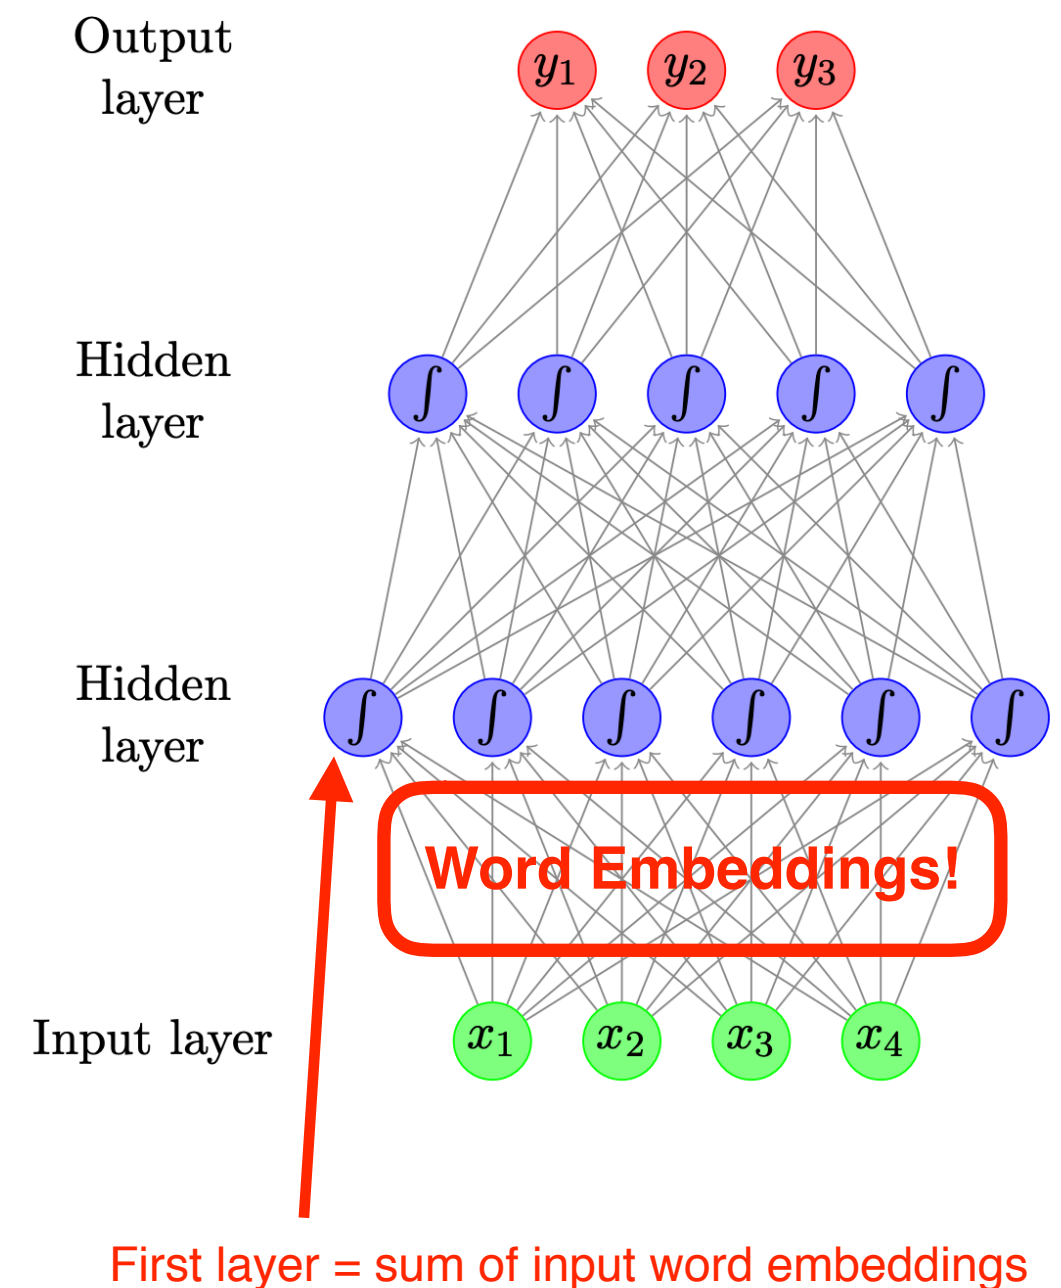 Output
layer
y1 y2 y3
Hidden
layer
∫ ∫ ∫ ∫ ∫
Hidden
layer
∫ ∫ ∫ ∫ ∫ ∫
Word Embeddings!
Input layer
x1 x2 x3 x4
First layer = sum of input word embeddings